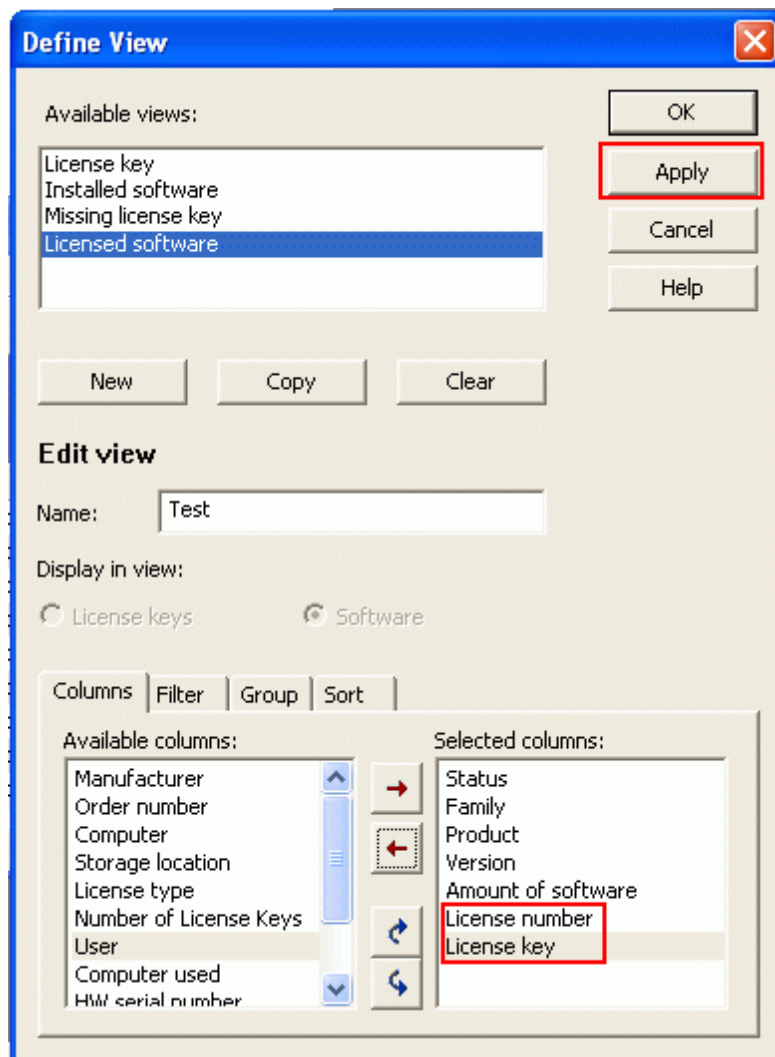 Define View
Available views:
OK
License key
Installed software
Missing license key
Licensed software
Apply
Cancel
Help
New
Copy
Clear
Edit view
Name:
Test
Display in view:
License keys
Software
Columns
Filter
Group
Sort
Available columns:
Manufacturer
Order number
Computer
Storage location
License type
Number of License Keys
User
Computer used
HW serial number
Selected columns:
Status
Family
Product
Version
Amount of software
License number
License key